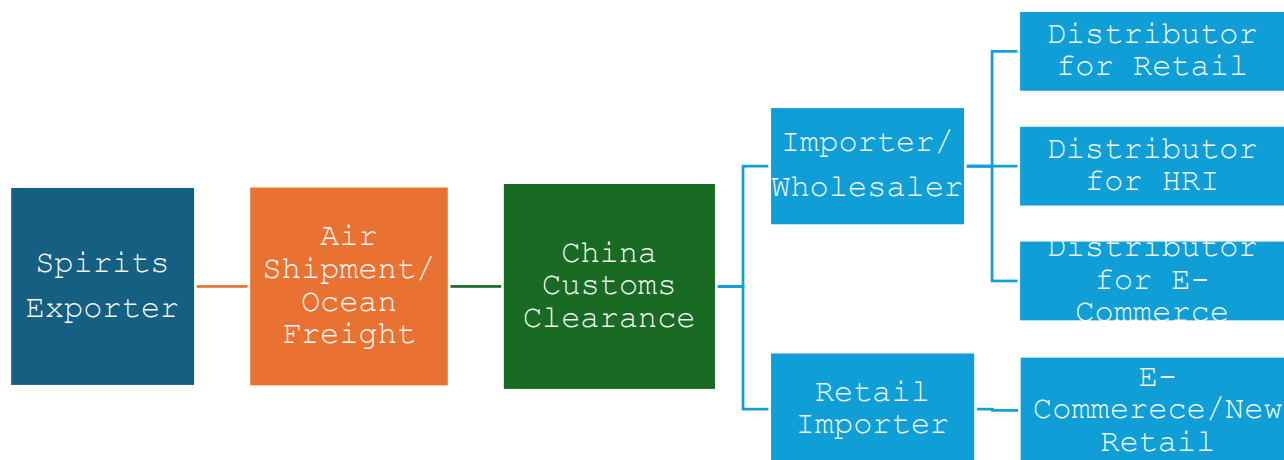 Spirits
Exporter
Air
Shipment/
Ocean
Freight
China
Customs
Clearance
Importer/
Wholesaler
Retail
Importer
Distributor
for Retail
Distributor
for HRI
Distributor
for E-
Commerce
E-
Commerece/New
Retail